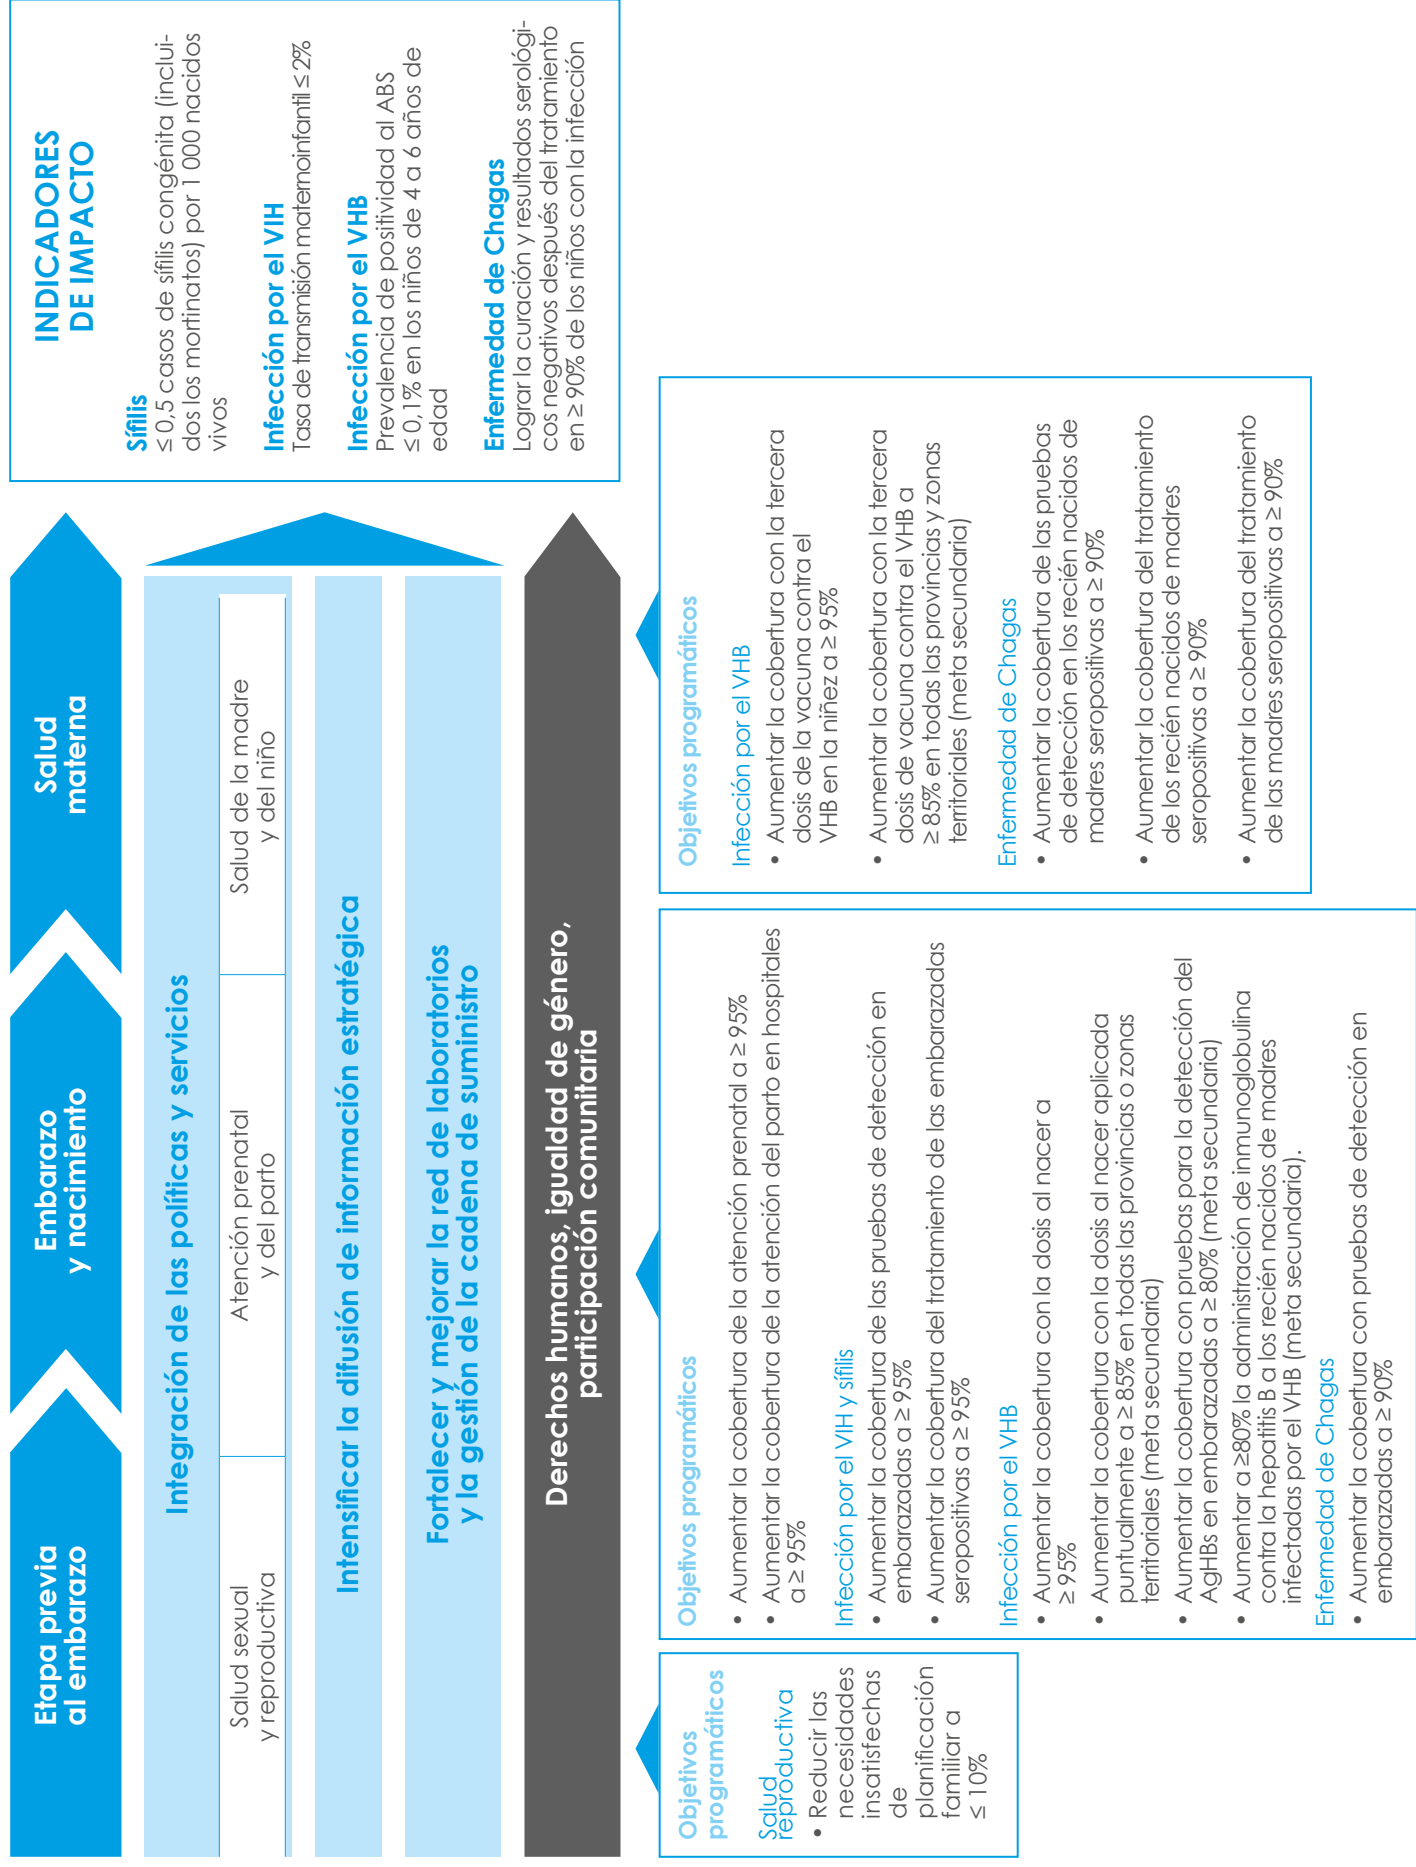 Etapa previa
al embarazo
Embarazo
y nacimiento
Salud
materna
Integración de las políticas y servicios
Salud sexual
y reproductiva
Atención prenatal
y del parto
Salud de la madre
y del niño
Intensificar la difusión de información estratégica
Fortalecer y mejorar la red de laboratorios
y la gestión de la cadena de suministro
Derechos humanos, igualdad de género,
participación comunitaria
INDICADORES
DE IMPACTO
Sífilis
≤ 0,5 casos de sífilis congénita (inclui-
dos los mortinatos) por 1 000 nacidos
vivos
Infección por el VIH
Tasa de transmisión maternoinfantil ≤ 2%
Infección por el VHB
Prevalencia de positividad al ABS
≤ 0,1% en los niños de 4 a 6 años de
edad
Enfermedad de Chagas
Lograr la curación y resultados serológi-
cos negativos después del tratamiento
en ≥ 90% de los niños con la infección
Objetivos
programáticos
Salud
reproductiva
• Reducir las
necesidades
insatisfechas
de
planificación
familiar a
≤ 10%
Objetivos programáticos
• Aumentar la cobertura de la atención prenatal a ≥ 95%
• Aumentar la cobertura de la atención del parto en hospitales
a ≥ 95%
Infección por el VIH y sífilis
• Aumentar la cobertura de las pruebas de detección en
embarazadas a ≥ 95%
• Aumentar la cobertura del tratamiento de las embarazadas
seropositivas a ≥ 95%
Infección por el VHB
• Aumentar la cobertura con la dosis al nacer a
≥ 95%
• Aumentar la cobertura con la dosis al nacer aplicada
puntualmente a ≥ 85% en todas las provincias o zonas
territoriales (meta secundaria)
• Aumentar la cobertura con pruebas para la detección del
AgHBs en embarazadas a ≥ 80% (meta secundaria)
• Aumentar a ≥80% la administración de inmunoglobulina
contra la hepatitis B a los recién nacidos de madres
infectadas por el VHB (meta secundaria).
Enfermedad de Chagas
• Aumentar la cobertura con pruebas de detección en
embarazadas a ≥ 90%
Objetivos programáticos
Infección por el VHB
• Aumentar la cobertura con la tercera
dosis de la vacuna contra el
VHB en la niñez a ≥ 95%
• Aumentar la cobertura con la tercera
dosis de vacuna contra el VHB a
≥ 85% en todas las provincias y zonas
territoriales (meta secundaria)
Enfermedad de Chagas
• Aumentar la cobertura de las pruebas
de detección en los recién nacidos de
madres seropositivas a ≥ 90%
• Aumentar la cobertura del tratamiento
de los recién nacidos de madres
seropositivas a ≥ 90%
• Aumentar la cobertura del tratamiento
de las madres seropositivas a ≥ 90%